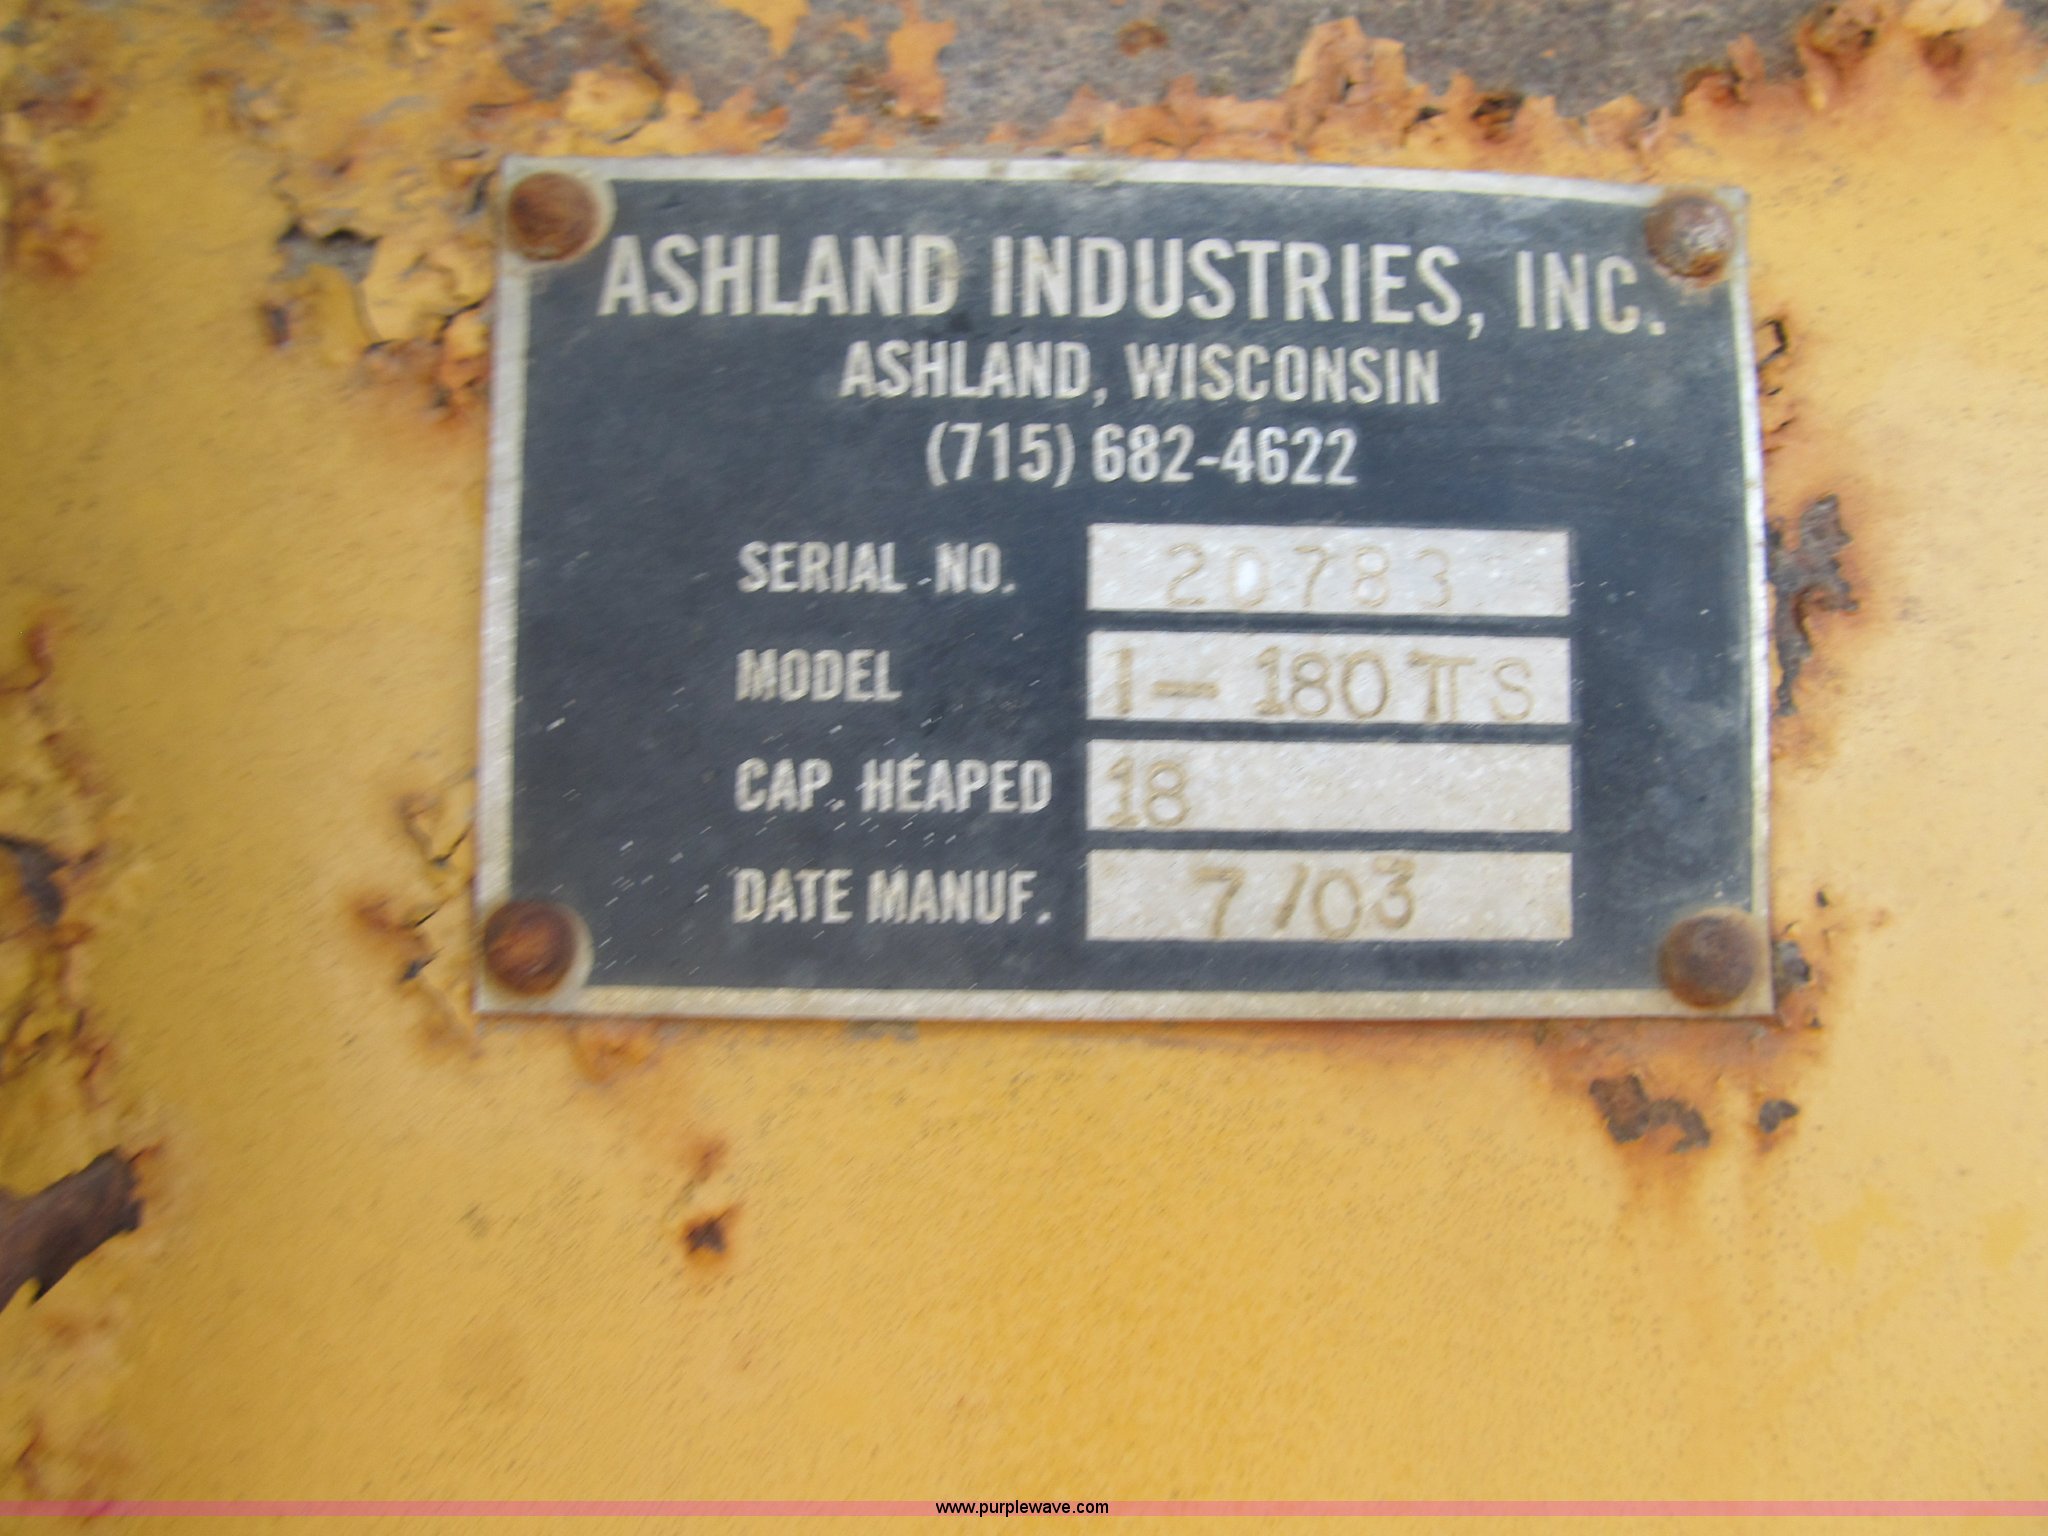 ASHLAND INDUSTRIES, INC.
ASHLAND, WISCONSIN
(715) 682-4622
SERIAL NO. 20783
MODEL I-180TTS
CAP. HEAPED 18
DATE MANUF. 7/03
www.purplewave.com